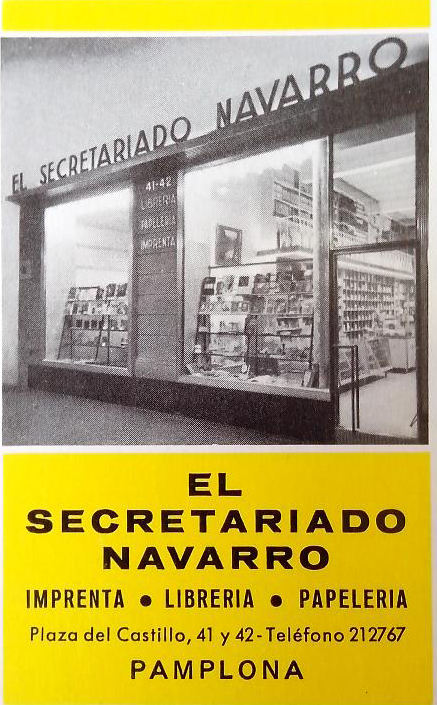 EL SECRETARIADO NAVARRO
41-42
LIBRERIA
PAPELERIA
IMPRENTA
EL
SECRETARIADO
NAVARRO
IMPRENTA ● LIBRERIA ● PAPELERIA
Plaza del Castillo, 41 y 42 - Teléfono 212767
PAMPLONA